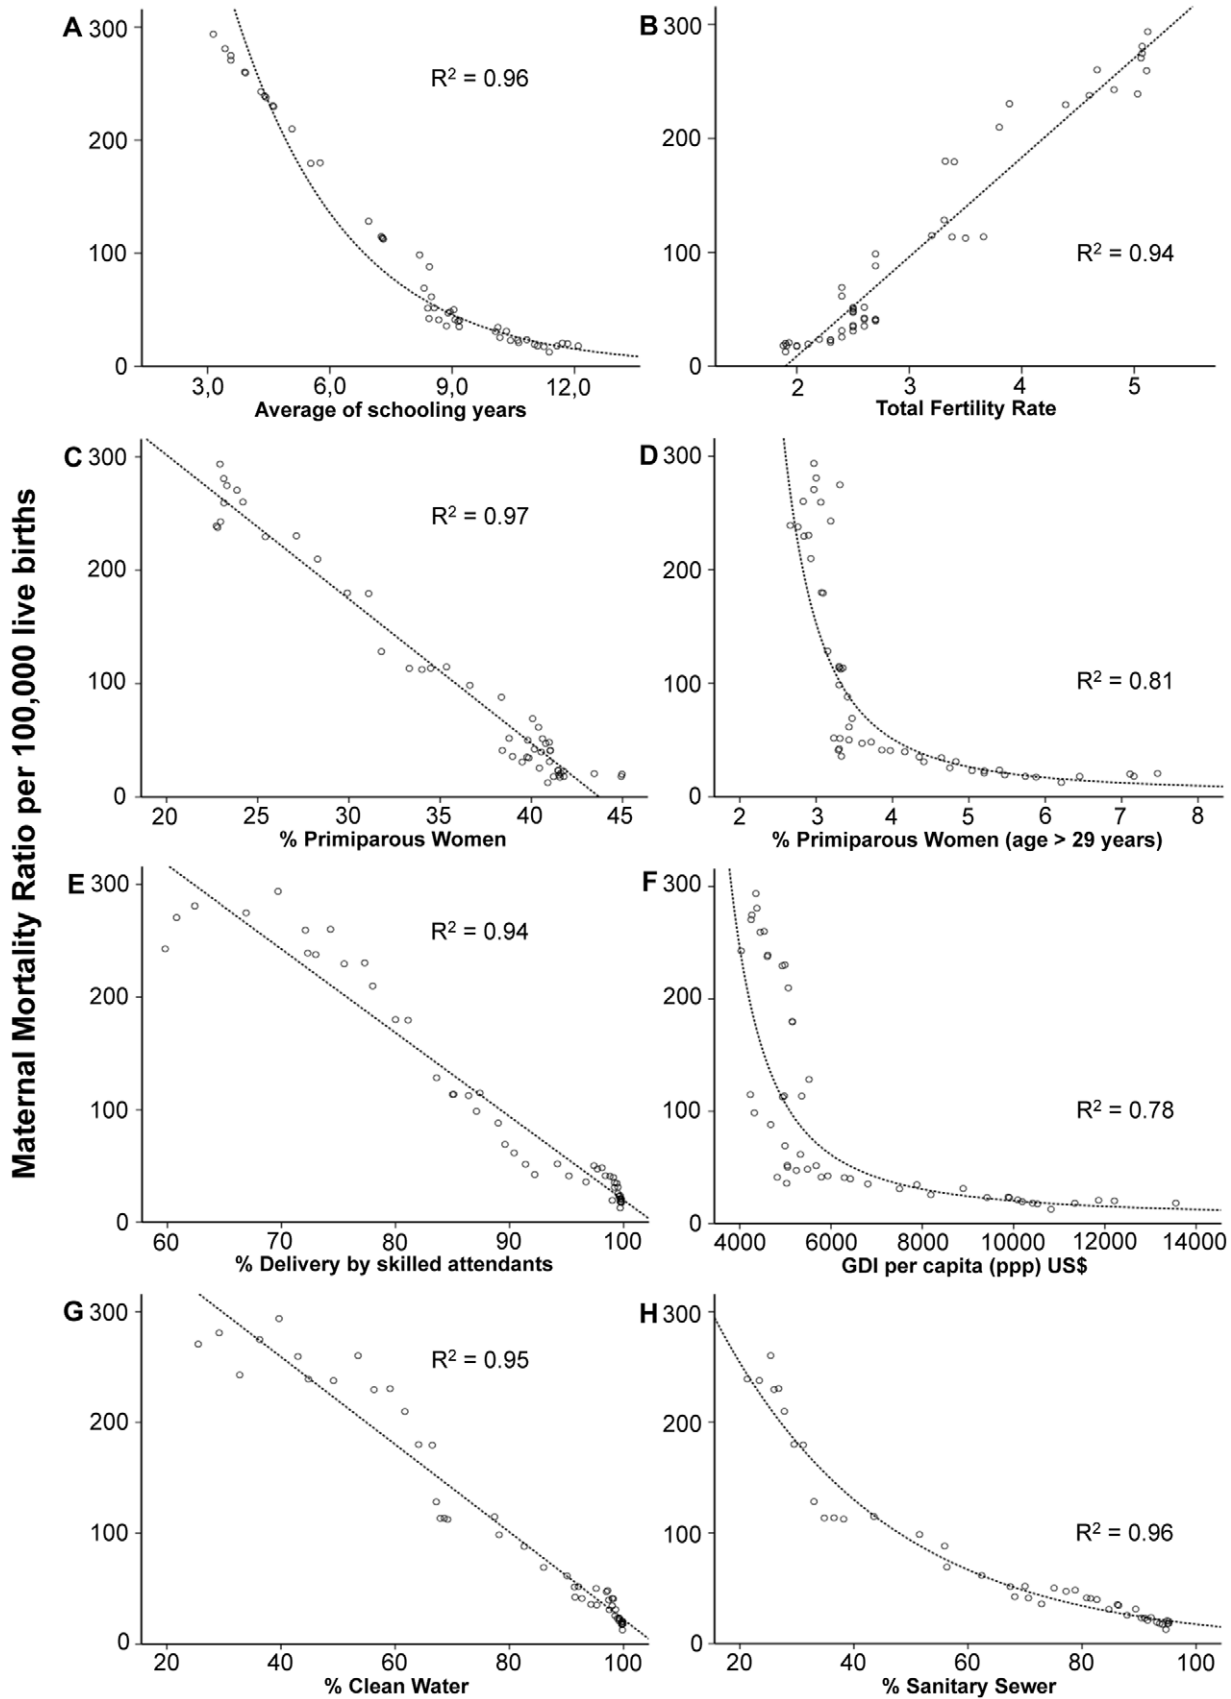 Maternal Mortality Ratio per 100,000 live births
A
300
200
100
0
R² = 0.96
3,0 6,0 9,0 12,0
Average of schooling years
B
300
200
100
0
R² = 0.94
2 3 4 5
Total Fertility Rate
C
300
200
100
0
R² = 0.97
20 25 30 35 40 45
% Primiparous Women
D
300
200
100
0
R² = 0.81
2 3 4 5 6 7 8
% Primiparous Women (age > 29 years)
E
300
200
100
0
R² = 0.94
60 70 80 90 100
% Delivery by skilled attendants
F
300
200
100
0
R² = 0.78
4000 6000 8000 10000 12000 14000
GDI per capita (ppp) US$
G
300
200
100
0
R² = 0.95
20 40 60 80 100
% Clean Water
H
300
200
100
0
R² = 0.96
20 40 60 80 100
% Sanitary Sewer